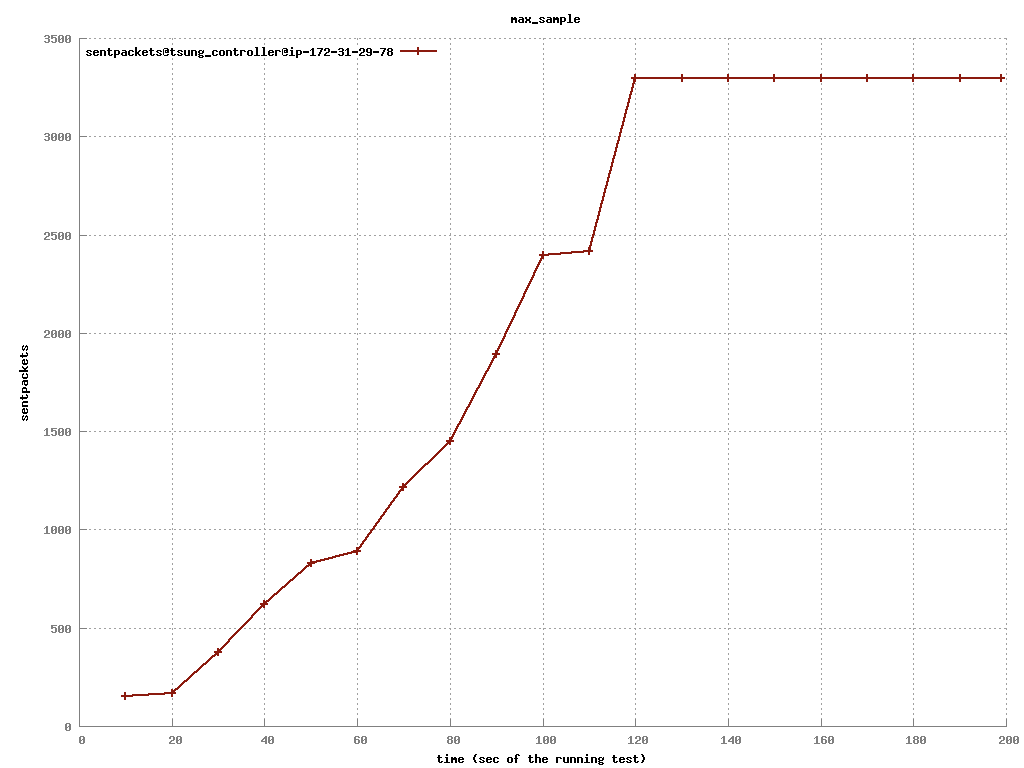 max_sample
sentpackets@tsung_controller@ip-172-31-29-78
3500
3000
2500
2000
1500
1000
500
0
sentpackets
0 20 40 60 80 100 120 140 160 180 200
time (sec of the running test)